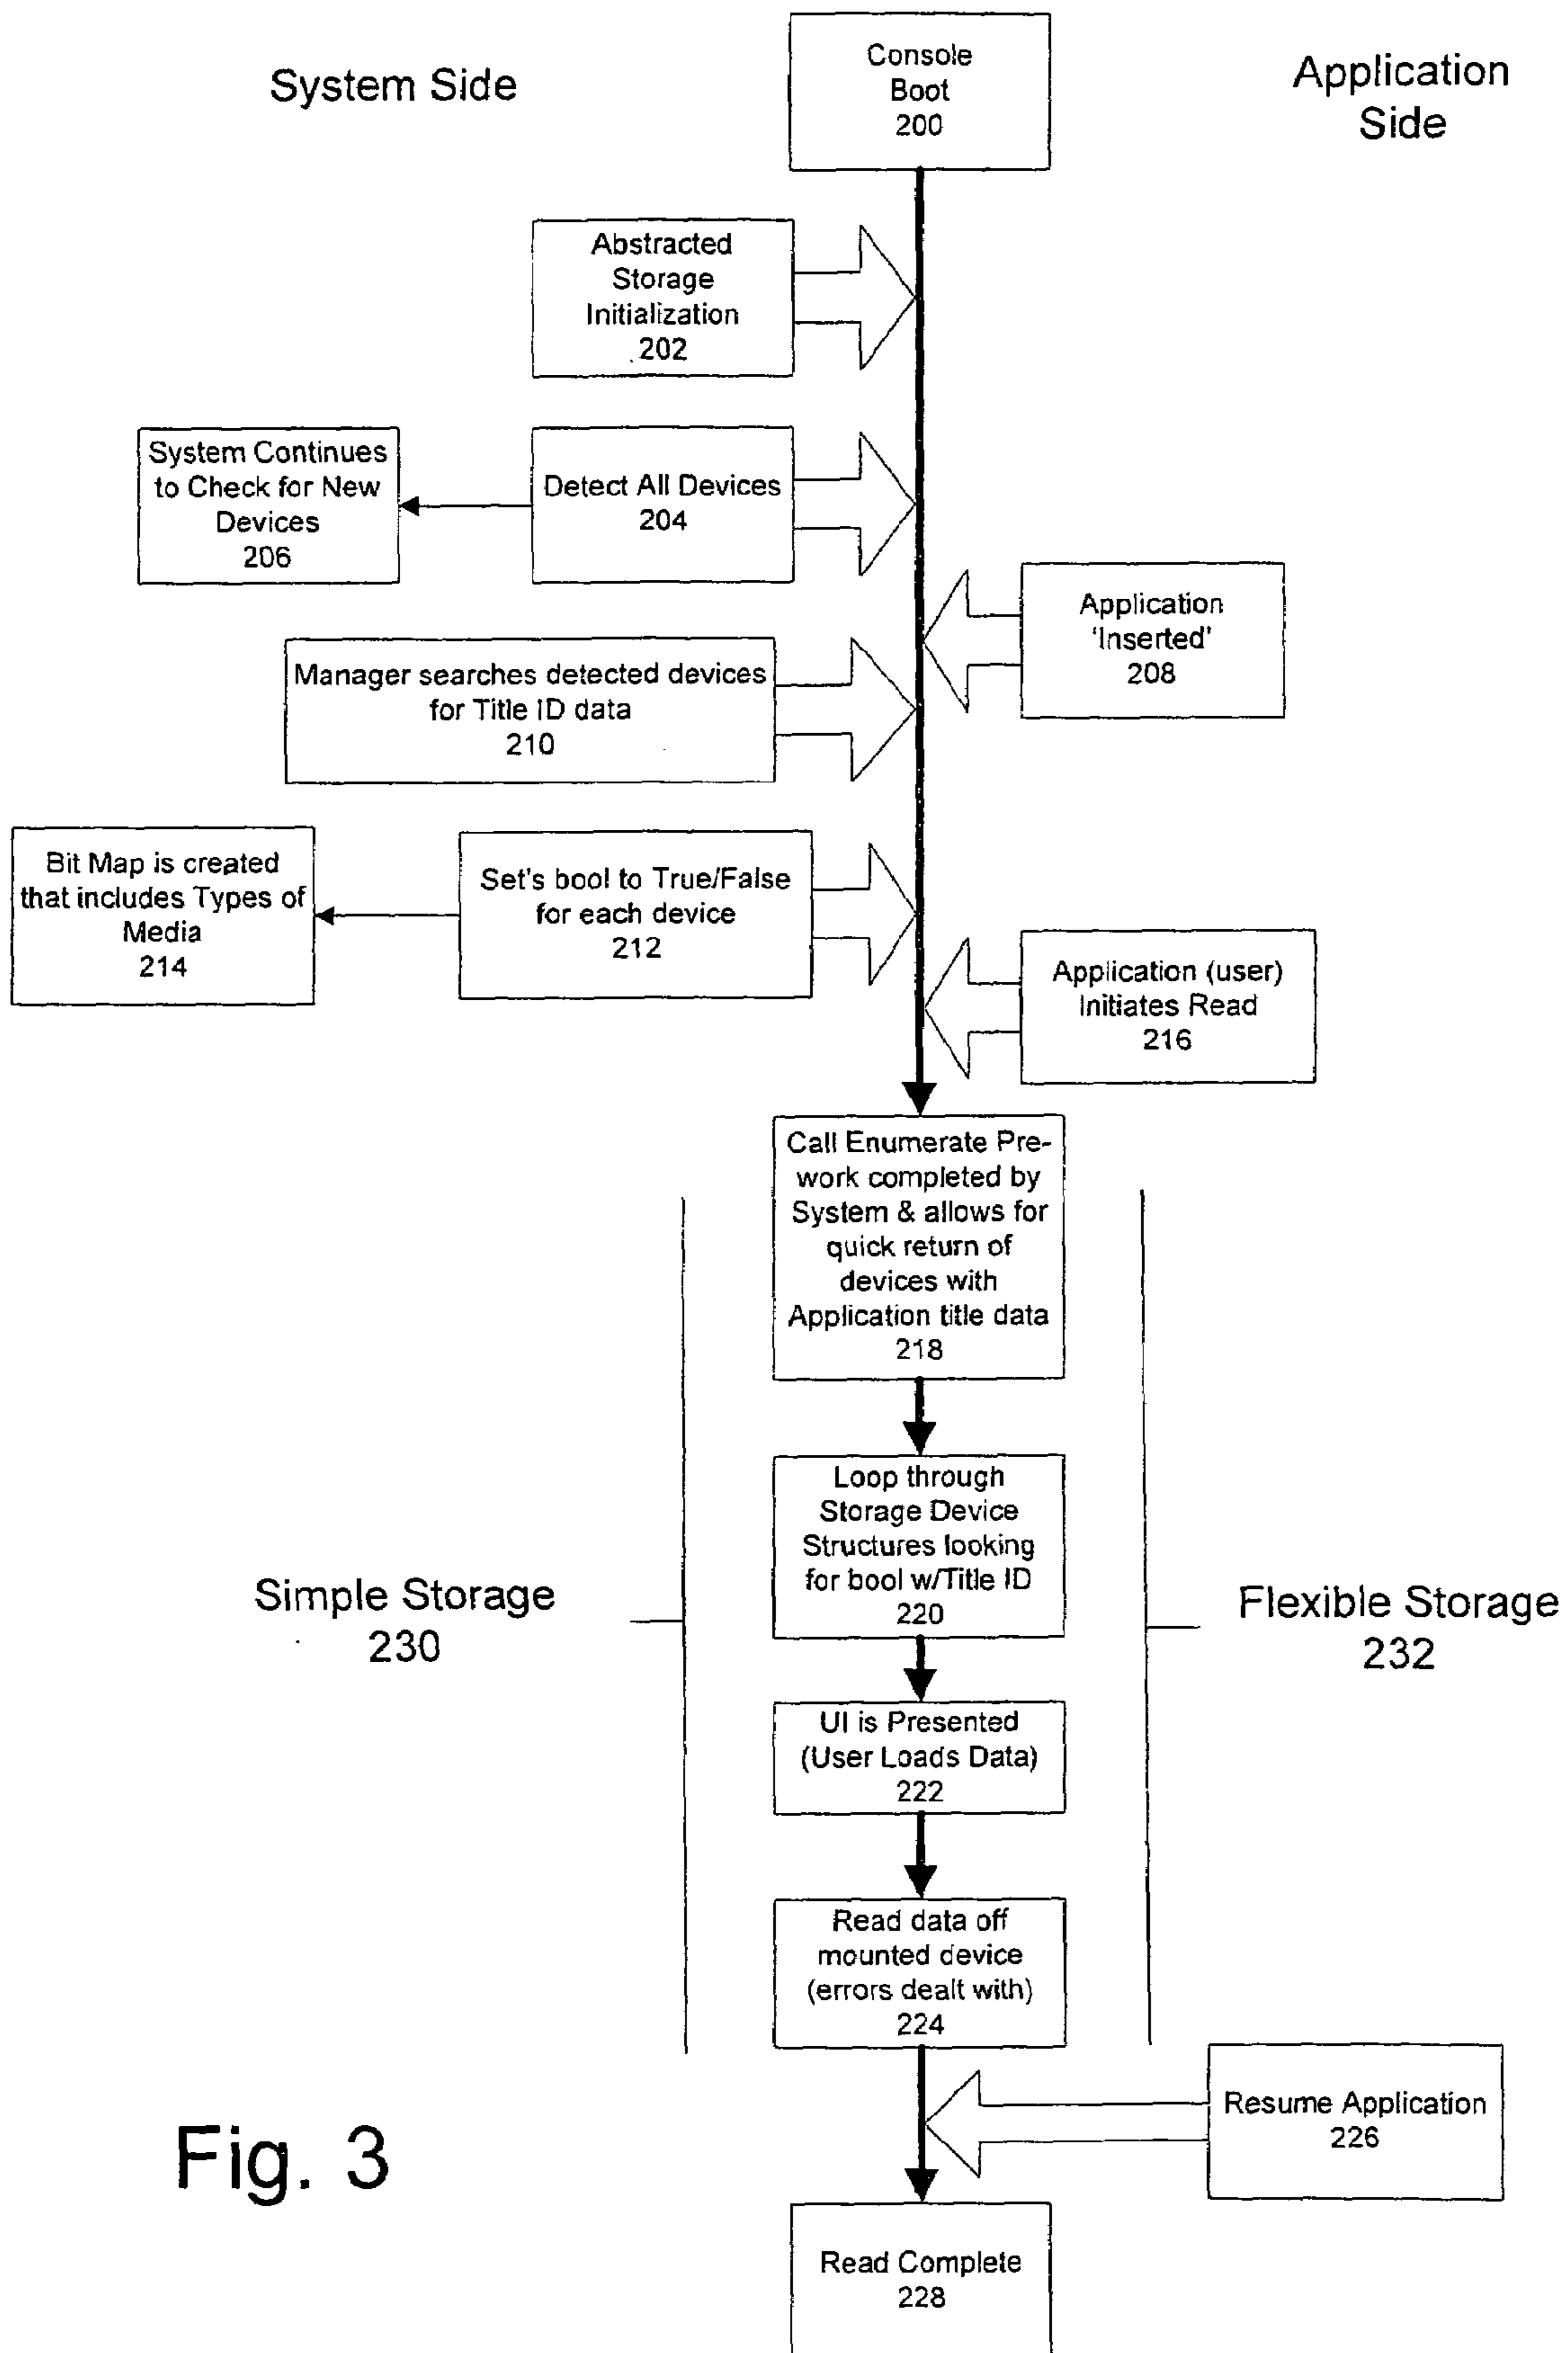 System Side
Console
Boot
200
Application
Side
Abstracted
Storage
Initialization
202
System Continues
to Check for New
Devices
206
Detect All Devices
204
Application
‘Inserted’
208
Manager searches detected devices
for Title ID data
210
Bit Map is created
that includes Types of
Media
214
Set's bool to True/False
for each device
212
Application (user)
Initiates Read
216
Call Enumerate Pre-
work completed by
System & allows for
quick return of
devices with
Application title data
218
Loop through
Storage Device
Structures looking
for bool w/Title ID
220
Simple Storage
230
Flexible Storage
232
UI is Presented
(User Loads Data)
222
Read data off
mounted device
(errors dealt with)
224
Resume Application
226
Fig. 3
Read Complete
228